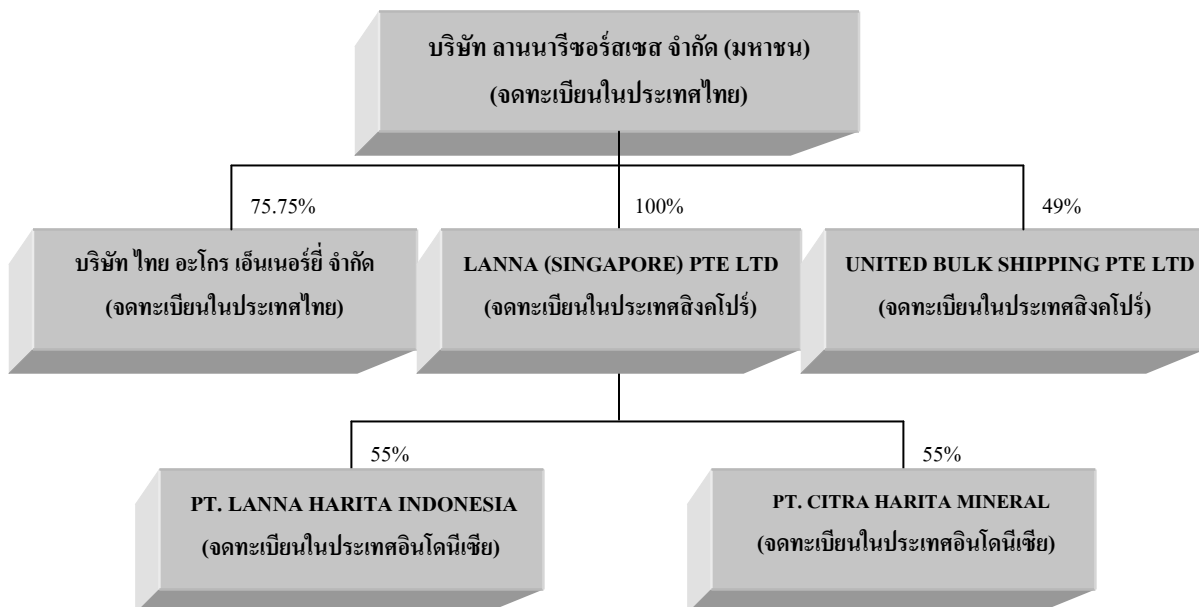 บริษัท ลานนารีซอร์สเซส จำกัด (มหาชน)
(จดทะเบียนในประเทศไทย)
75.75%
100%
49%
บริษัท ไทย อะโกร เอ็นเนอร์ยี่ จำกัด
(จดทะเบียนในประเทศไทย)
LANNA (SINGAPORE) PTE LTD
(จดทะเบียนในประเทศสิงคโปร์)
UNITED BULK SHIPPING PTE LTD
(จดทะเบียนในประเทศสิงคโปร์)
55%
55%
PT. LANNA HARITA INDONESIA
(จดทะเบียนในประเทศอินโดนีเซีย)
PT. CITRA HARITA MINERAL
(จดทะเบียนในประเทศอินโดนีเซีย)